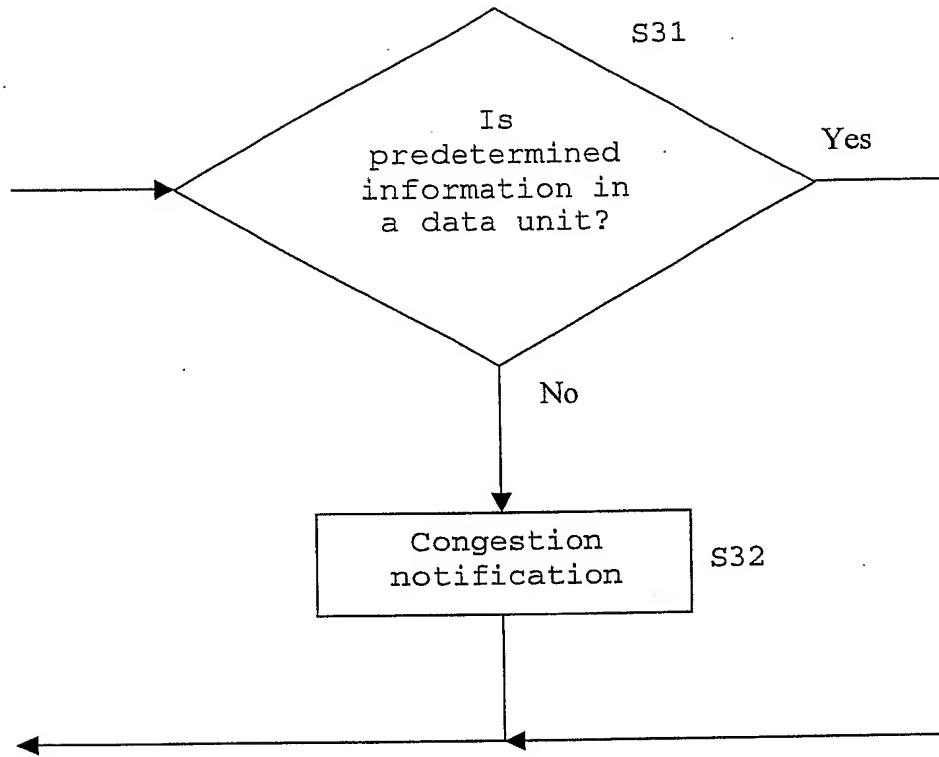 S31
Is
predetermined
information in
a data unit?
Yes
No
Congestion
notification
S32